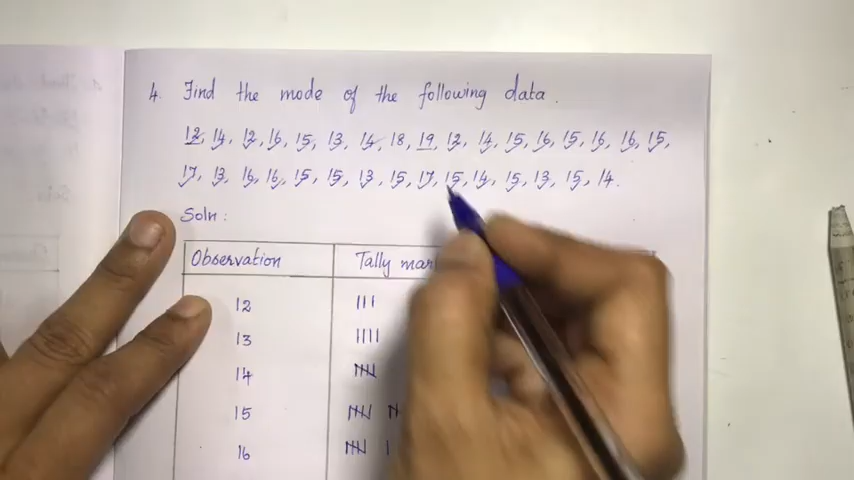 4. Find the mode of the following data.
12, 14, 12, 16, 15, 13, 14, 18, 19, 12, 14, 15, 16, 15, 16, 16, 15,
17, 13, 16, 16, 15, 15, 13, 15, 17, 15, 14, 15, 13, 15, 14.
Soln:
Observation Tally
12 |||
13 ||||
14 ||||
15 ||||
16 |||| |